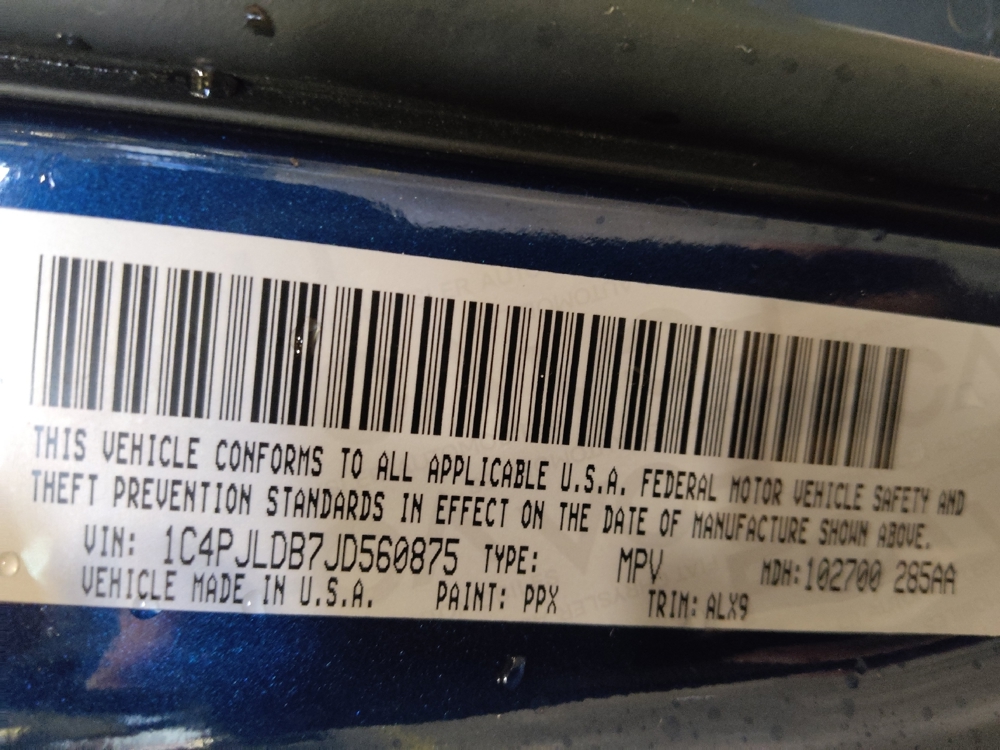 THIS VEHICLE CONFORMS TO ALL APPLICABLE U.S.A. FEDERAL MOTOR VEHICLE SAFETY AND
THEFT PREVENTION STANDARDS IN EFFECT ON THE DATE OF MANUFACTURE SHOWN ABOVE.
VIN: 1C4PJLDB7JD560875 TYPE: MPV MDH:102700 285AA
VEHICLE MADE IN U.S.A. PAINT: PPX TRIM: ALX9